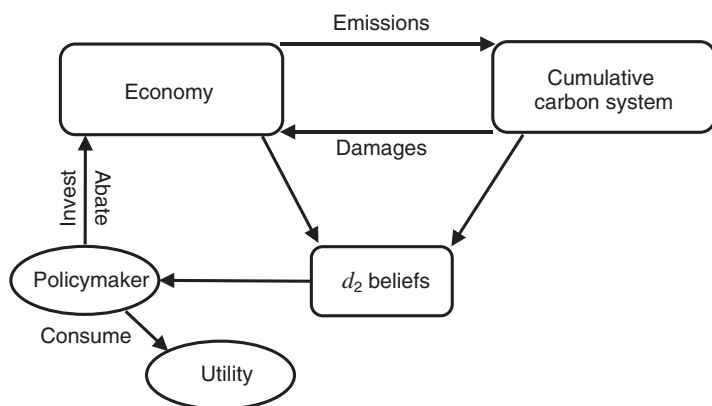 Emissions
Economy
Cumulative
carbon system
Damages
Invest
Abate
Policymaker
d₂ beliefs
Consume
Utility